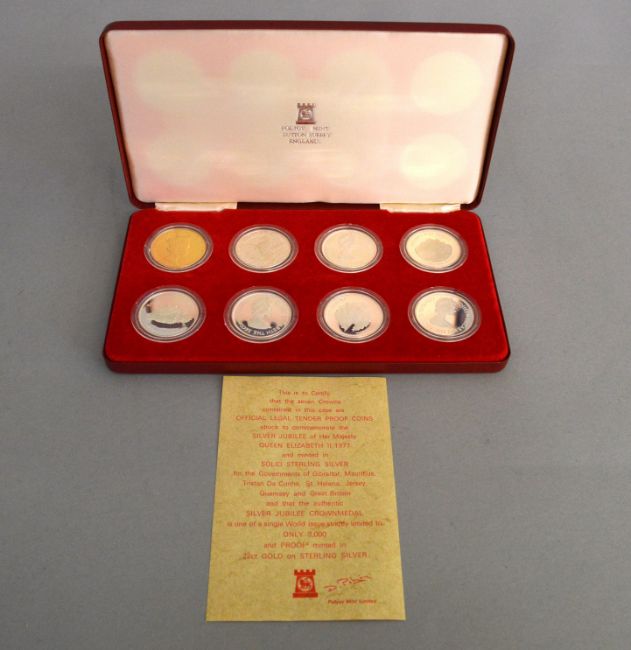 POBJOY MINT
SUTTON SURREY
ENGLAND
This is to Certify
that the seven Crowns
contained in this case are
OFFICIAL LEGAL TENDER PROOF COINS
struck to commemorate the
SILVER JUBILEE of Her Majesty
QUEEN ELIZABETH II, 1977,
and minted in
SOLID STERLING SILVER
for the Governments of Gibraltar, Mauritius,
Tristan Da Cunha, St. Helena, Jersey,
Guernsey and Great Britain
and that the authentic
SILVER JUBILEE CROWNMEDAL
is one of a single World issue strictly limited to
ONLY
and PROOF minted in
22ct. GOLD on STERLING SILVER
Pobjoy Mint Limited